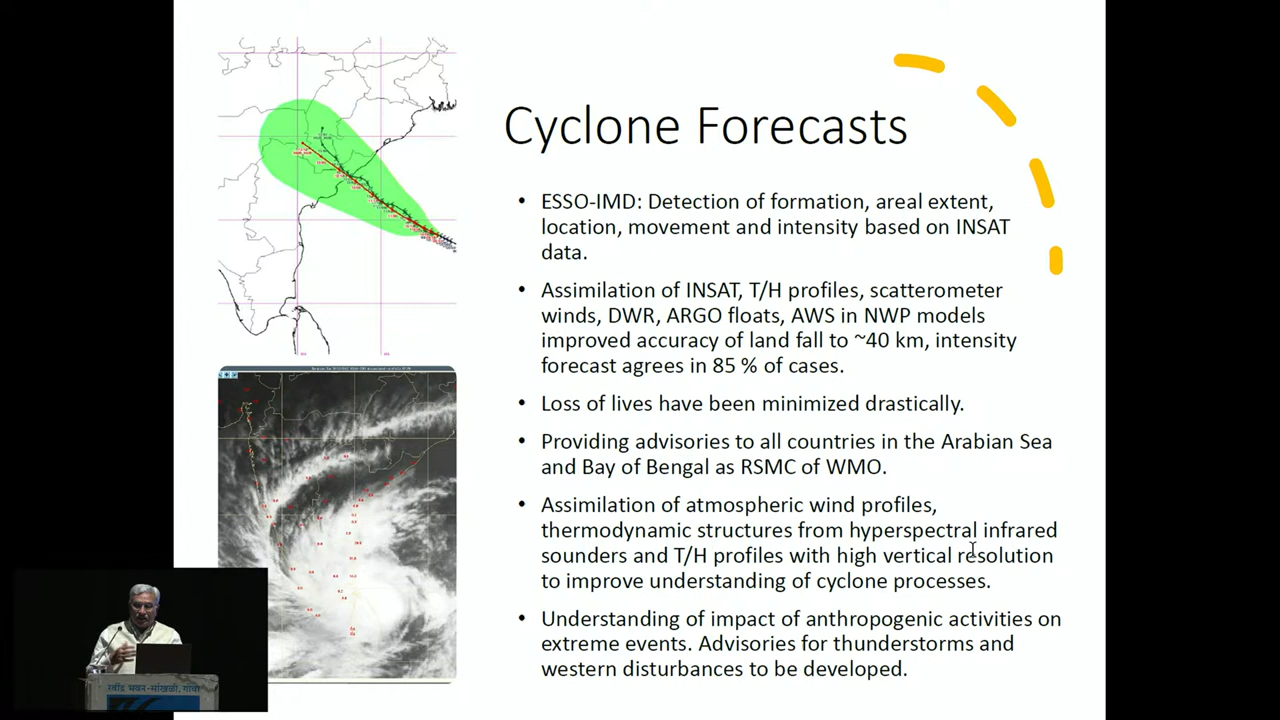 Cyclone Forecasts
• ESSO-IMD: Detection of formation, areal extent,
location, movement and intensity based on INSAT
data.
• Assimilation of INSAT, T/H profiles, scatterometer
winds, DWR, ARGO floats, AWS in NWP models
improved accuracy of land fall to ~40 km, intensity
forecast agrees in 85 % of cases.
• Loss of lives have been minimized drastically.
• Providing advisories to all countries in the Arabian Sea
and Bay of Bengal as RSMC of WMO.
• Assimilation of atmospheric wind profiles,
thermodynamic structures from hyperspectral infrared
sounders and T/H profiles with high vertical resolution
to improve understanding of cyclone processes.
• Understanding of impact of anthropogenic activities on
extreme events. Advisories for thunderstorms and
western disturbances to be developed.
रवींद्र भवन-सांखळी, गोवा